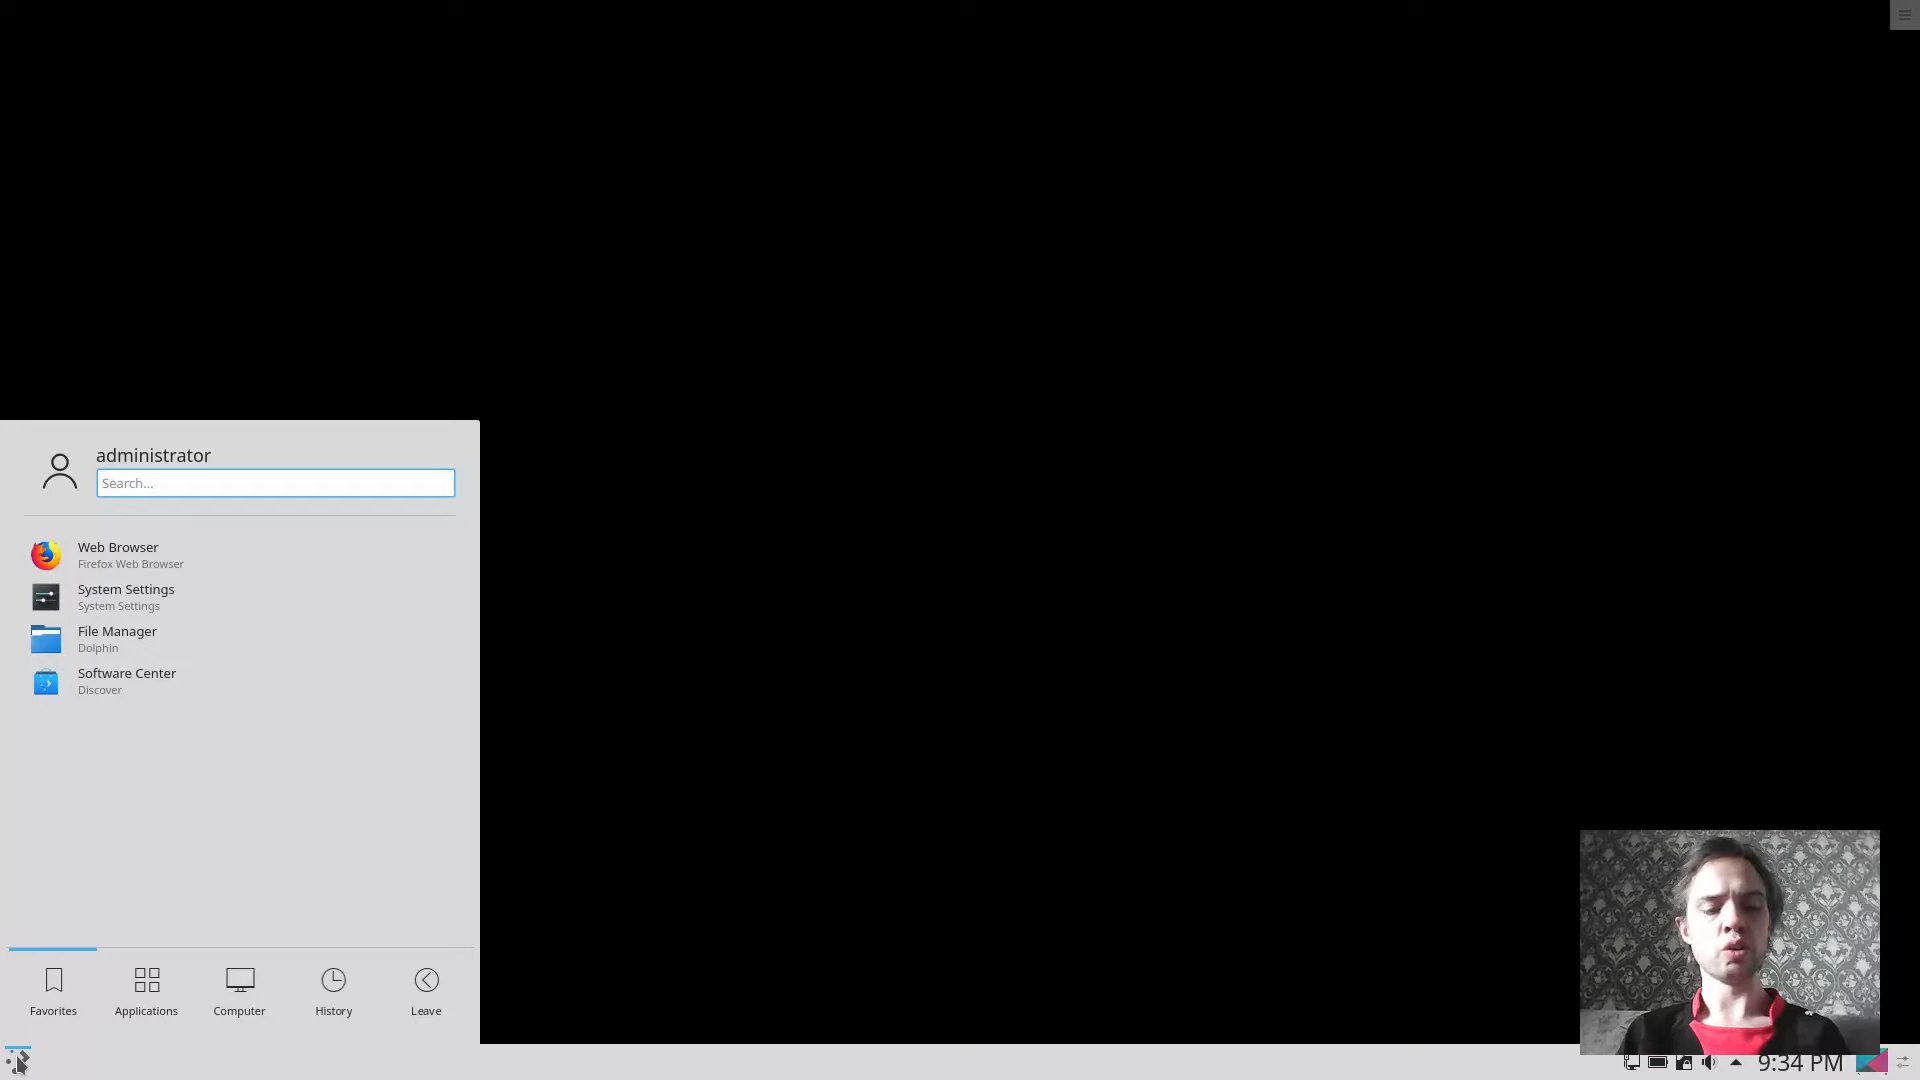 administrator
Search...
Web Browser
Firefox Web Browser
System Settings
System Settings
File Manager
Dolphin
Software Center
Discover
Favorites
Applications
Computer
History
Leave
9:34 PM